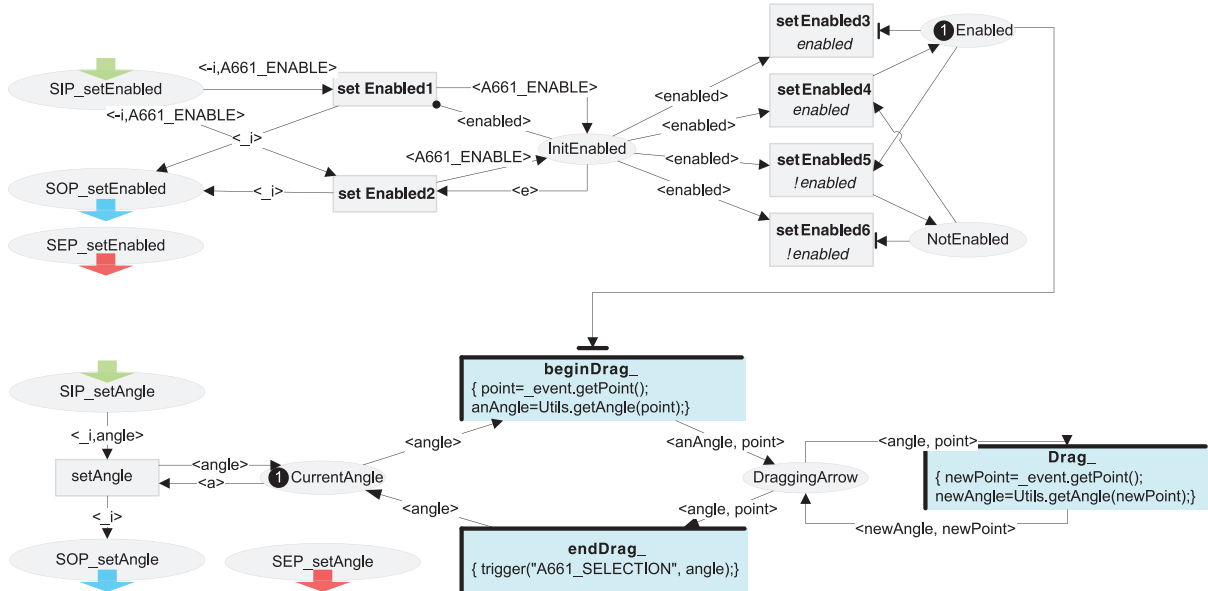 setEnabled3
enabled
1 Enabled
<-i,A661_ENABLE>
SIP_setEnabled
set Enabled1
<A661_ENABLE>
setEnabled4
enabled
<enabled>
<-i,A661_ENABLE>
<enabled>
<enabled>
<_i>
InitEnabled
<A661_ENABLE>
<enabled>
setEnabled5
!enabled
SOP_setEnabled
<_i>
set Enabled2
<e>
<enabled>
setEnabled6
!enabled
NotEnabled
SEP_setEnabled
beginDrag_
{ point=_event.getPoint();
anAngle=Utils.getAngle(point);}
SIP_setAngle
<_i,angle>
<angle>
<anAngle, point>
<angle, point>
setAngle
<angle>
<a>
1 CurrentAngle
DraggingArrow
Drag_
{ newPoint=_event.getPoint();
newAngle=Utils.getAngle(newPoint);}
<_i>
<angle>
<angle, point>
<newAngle, newPoint>
SOP_setAngle
SEP_setAngle
endDrag_
{ trigger("A661_SELECTION", angle);}